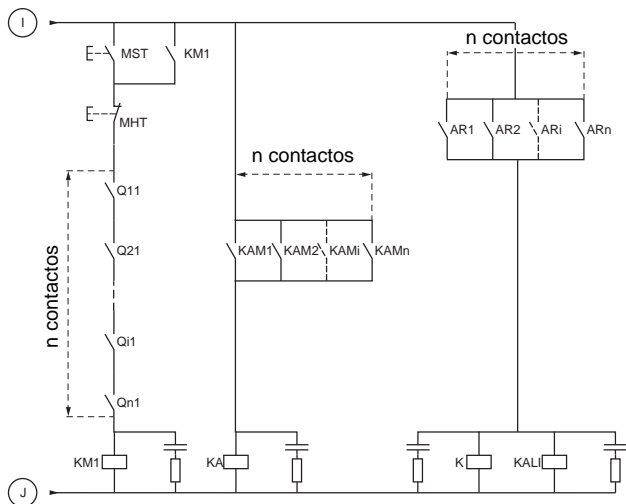 I
MST
KM1
n contactos
AR1
AR2
ARi
ARn
MHT
n contactos
Q11
KAM1
KAM2
KAMi
KAMn
Q21
n contactos
Qi1
Qn1
KM1
KA
K
KALI
J